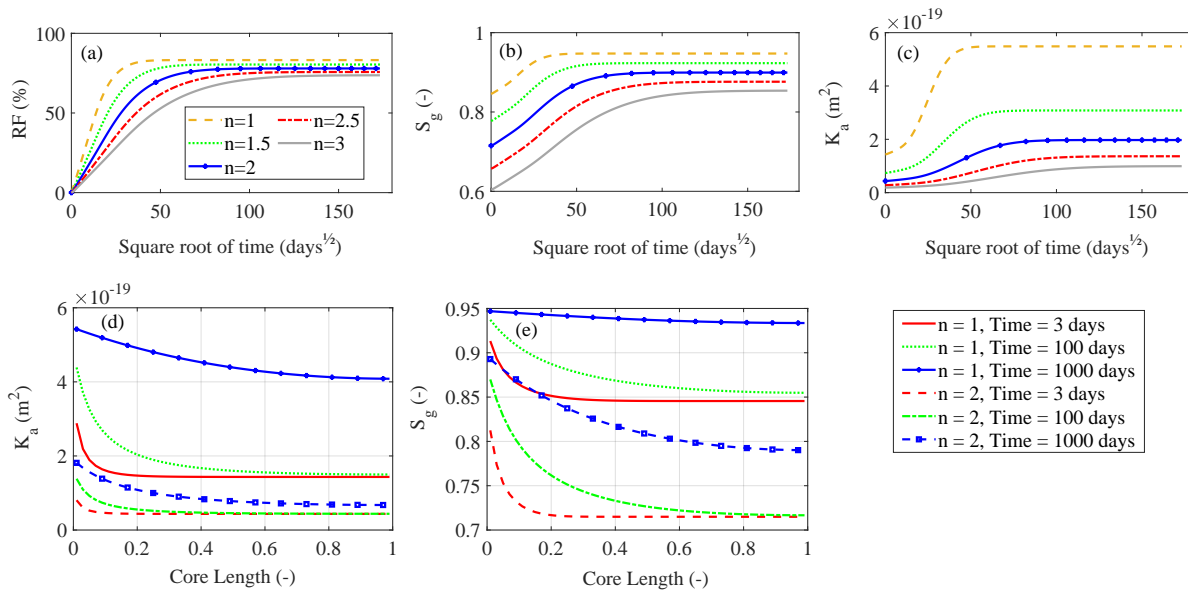 (a)
RF (%)
100
50
0
n=1
n=1.5
n=2
n=2.5
n=3
0 50 100 150
Square root of time (days½)
(b)
S_g (-)
1
0.8
0.6
0 50 100 150
Square root of time (days½)
×10⁻¹⁹
(c)
K_a (m²)
6
4
2
0
0 50 100 150
Square root of time (days½)
×10⁻¹⁹
(d)
K_a (m²)
6
4
2
0
0 0.2 0.4 0.6 0.8 1
Core Length (-)
(e)
S_g (-)
0.95
0.9
0.85
0.8
0.75
0.7
0 0.2 0.4 0.6 0.8 1
Core Length (-)
n = 1, Time = 3 days
n = 1, Time = 100 days
n = 1, Time = 1000 days
n = 2, Time = 3 days
n = 2, Time = 100 days
n = 2, Time = 1000 days